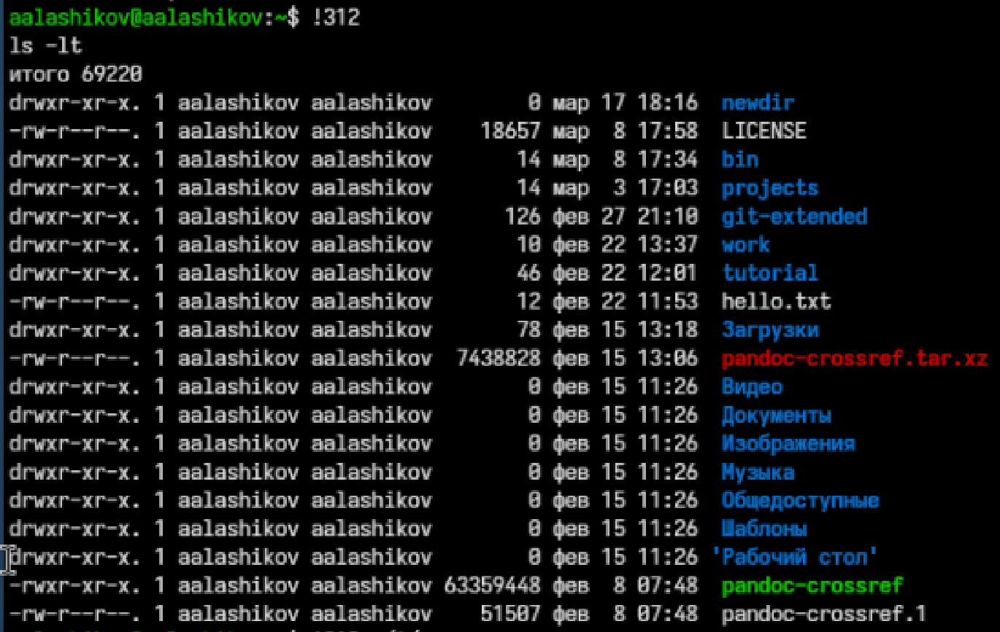 aalashikov@aalashikov:~$ !312
ls -lt
итого 69220
drwxr-xr-x. 1 aalashikov aalashikov        0 мар 17 18:16  newdir
-rw-r--r--. 1 aalashikov aalashikov    18657 мар  8 17:58  LICENSE
drwxr-xr-x. 1 aalashikov aalashikov       14 мар  8 17:34  bin
drwxr-xr-x. 1 aalashikov aalashikov       14 мар  3 17:03  projects
drwxr-xr-x. 1 aalashikov aalashikov      126 фев 27 21:10  git-extended
drwxr-xr-x. 1 aalashikov aalashikov       10 фев 22 13:37  work
drwxr-xr-x. 1 aalashikov aalashikov       46 фев 22 12:01  tutorial
-rw-r--r--. 1 aalashikov aalashikov       12 фев 22 11:53  hello.txt
drwxr-xr-x. 1 aalashikov aalashikov       78 фев 15 13:18  Загрузки
-rw-r--r--. 1 aalashikov aalashikov  7438828 фев 15 13:06  pandoc-crossref.tar.xz
drwxr-xr-x. 1 aalashikov aalashikov        0 фев 15 11:26  Видео
drwxr-xr-x. 1 aalashikov aalashikov        0 фев 15 11:26  Документы
drwxr-xr-x. 1 aalashikov aalashikov        0 фев 15 11:26  Изображения
drwxr-xr-x. 1 aalashikov aalashikov        0 фев 15 11:26  Музыка
drwxr-xr-x. 1 aalashikov aalashikov        0 фев 15 11:26  Общедоступные
drwxr-xr-x. 1 aalashikov aalashikov        0 фев 15 11:26  Шаблоны
drwxr-xr-x. 1 aalashikov aalashikov        0 фев 15 11:26 'Рабочий стол'
-rwxr-xr-x. 1 aalashikov aalashikov 63359448 фев  8 07:48  pandoc-crossref
-rw-r--r--. 1 aalashikov aalashikov    51507 фев  8 07:48  pandoc-crossref.1